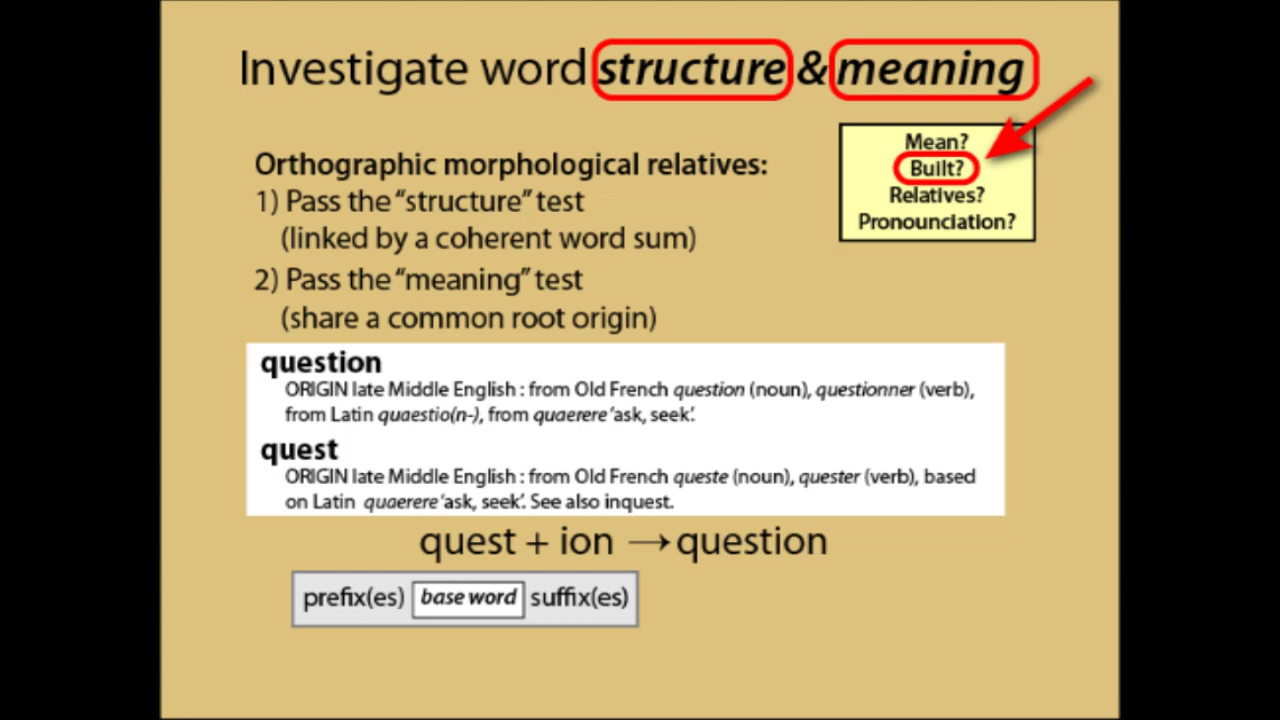 Investigate word structure & meaning
Mean?
Built?
Relatives?
Pronounciation?
Orthographic morphological relatives:
1) Pass the “structure” test
(linked by a coherent word sum)
2) Pass the “meaning” test
(share a common root origin)
question
ORIGIN late Middle English : from Old French question (noun), questionner (verb),
from Latin quaestio(n-), from quaerere ‘ask, seek’.
quest
ORIGIN late Middle English : from Old French queste (noun), quester (verb), based
on Latin quaerere ‘ask, seek’. See also inquest.
quest + ion → question
prefix(es) base word suffix(es)